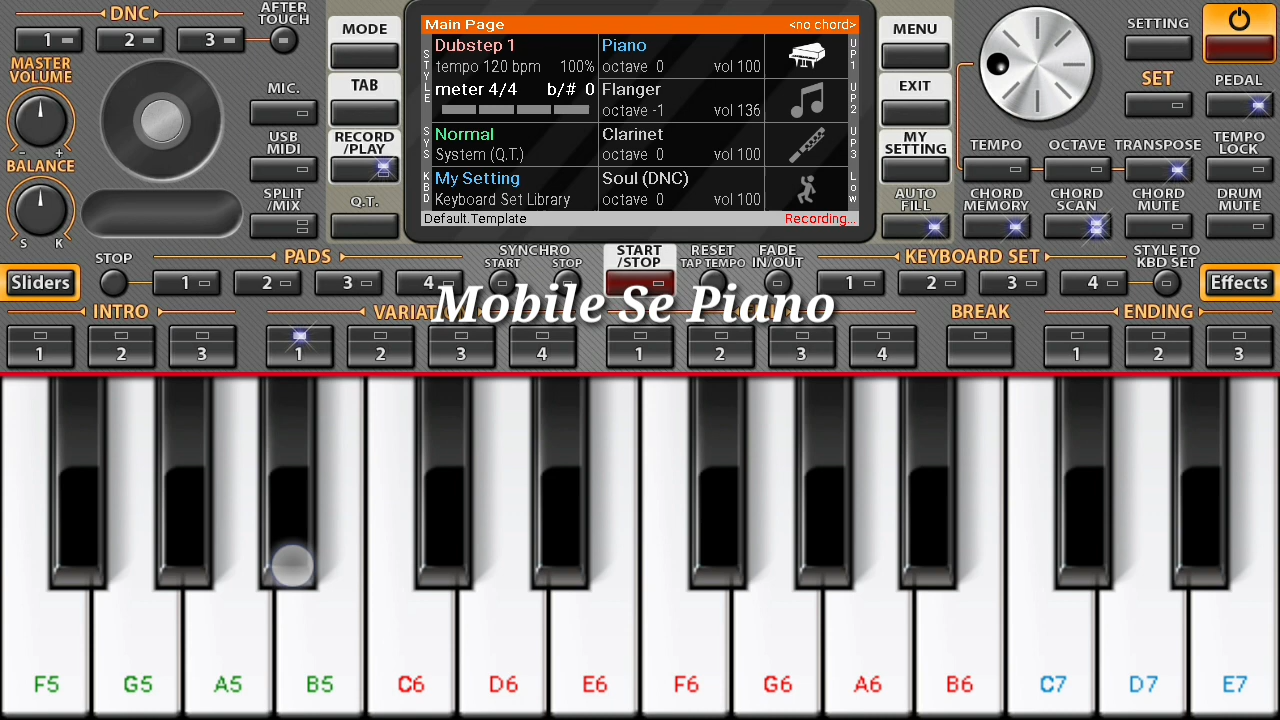 DNC
AFTER
TOUCH
1 2 3
MASTER
VOLUME
- +
BALANCE
S K
MIC.
USB
MIDI
SPLIT
/MIX
MODE
TAB
RECORD
/PLAY
Q.T.
Main Page <no chord>
STYLE
Dubstep 1
tempo 120 bpm 100%
meter 4/4 b/# 0
SYS
Normal
System (Q.T.)
KBD
My Setting
Keyboard Set Library
Piano
octave 0 vol 100
UP1
Flanger
octave -1 vol 136
UP2
Clarinet
octave 0 vol 100
UP3
Soul (DNC)
octave 0 vol 100
Low
Default.Template Recording...
MENU
EXIT
MY
SETTING
AUTO
FILL
SETTING
SET
PEDAL
TEMPO OCTAVE TRANSPOSE TEMPO
LOCK
CHORD
MEMORY
CHORD
SCAN
CHORD
MUTE
DRUM
MUTE
Sliders
STOP
PADS
1 2 3 4
SYNCHRO
START STOP
START
/STOP
RESET
TAP TEMPO
FADE
IN/OUT
KEYBOARD SET
1 2 3 4
STYLE TO
KBD SET
Effects
Mobile Se Piano
INTRO
1 2 3
VARIAT
1 2 3 4
1 2 3 4
BREAK
ENDING
1 2 3
F5 G5 A5 B5 C6 D6 E6 F6 G6 A6 B6 C7 D7 E7